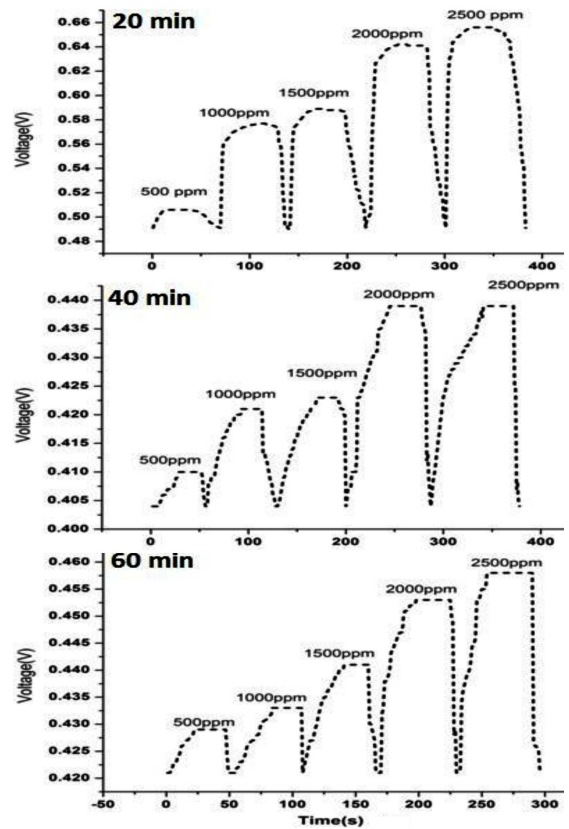 20 min
2500 ppm
2000ppm
1500ppm
1000ppm
500 ppm
Voltage(V)
0.66
0.64
0.62
0.60
0.58
0.56
0.54
0.52
0.50
0.48
0 100 200 300 400
40 min
2500ppm
2000ppm
1500ppm
1000ppm
500ppm
Voltage(V)
0.440
0.435
0.430
0.425
0.420
0.415
0.410
0.405
0.400
0 100 200 300 400
60 min
2500ppm
2000ppm
1500ppm
1000ppm
500ppm
Voltage(V)
0.460
0.455
0.450
0.445
0.440
0.435
0.430
0.425
0.420
-50 0 50 100 150 200 250 300
Time(s)